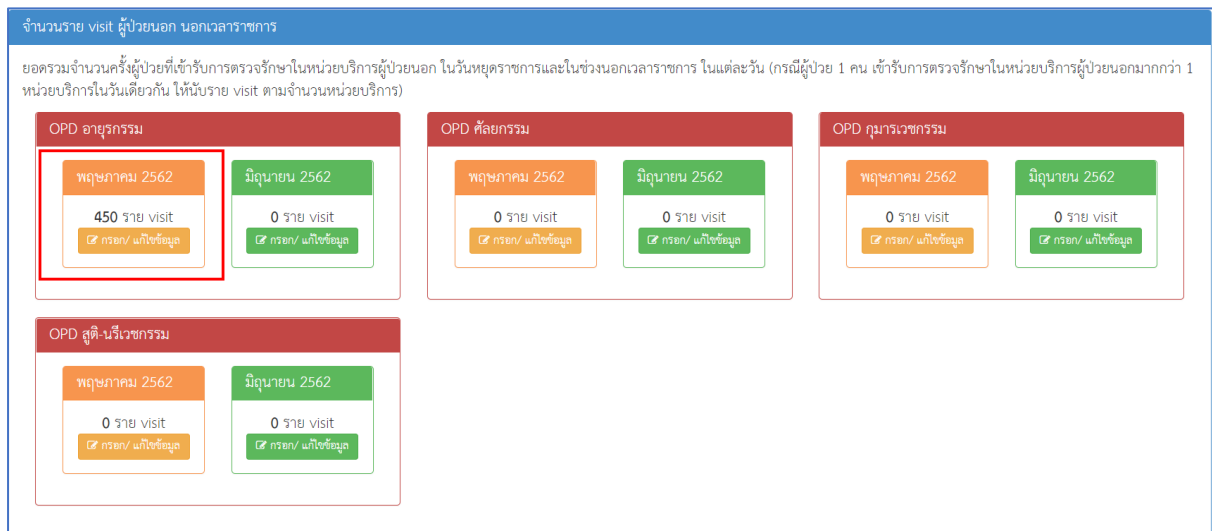 จำนวนราย visit ผู้ป่วยนอก นอกเวลาราชการ
ยอดรวมจำนวนครั้งผู้ป่วยที่เข้ารับการตรวจรักษาในหน่วยบริการผู้ป่วยนอก ในวันหยุดราชการและในช่วงนอกเวลาราชการ ในแต่ละวัน (กรณีผู้ป่วย 1 คน เข้ารับการตรวจรักษาในหน่วยบริการผู้ป่วยนอกมากกว่า 1
หน่วยบริการในวันเดียวกัน ให้นับราย visit ตามจำนวนหน่วยบริการ)
OPD อายุรกรรม
พฤษภาคม 2562
450 ราย visit
กรอก/ แก้ไขข้อมูล
มิถุนายน 2562
0 ราย visit
กรอก/ แก้ไขข้อมูล
OPD ศัลยกรรม
พฤษภาคม 2562
0 ราย visit
กรอก/ แก้ไขข้อมูล
มิถุนายน 2562
0 ราย visit
กรอก/ แก้ไขข้อมูล
OPD กุมารเวชกรรม
พฤษภาคม 2562
0 ราย visit
กรอก/ แก้ไขข้อมูล
มิถุนายน 2562
0 ราย visit
กรอก/ แก้ไขข้อมูล
OPD สูติ-นรีเวชกรรม
พฤษภาคม 2562
0 ราย visit
กรอก/ แก้ไขข้อมูล
มิถุนายน 2562
0 ราย visit
กรอก/ แก้ไขข้อมูล